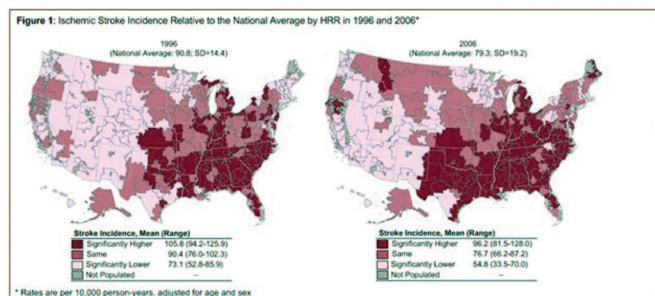 Figure 1: Ischemic Stroke Incidence Relative to the National Average by HRR in 1996 and 2006*
1996
(National Average: 90.8; SD=14.4)
2006
(National Average: 79.3; SD=19.2)
Stroke Incidence, Mean (Range)
Significantly Higher 105.8 (94.2-125.9)
Same 90.4 (76.0-102.3)
Significantly Lower 73.1 (52.8-85.9)
Not Populated –
Stroke Incidence, Mean (Range)
Significantly Higher 96.2 (81.5-128.0)
Same 76.7 (66.2-87.2)
Significantly Lower 54.8 (33.5-70.0)
Not Populated –
* Rates are per 10,000 person-years, adjusted for age and sex